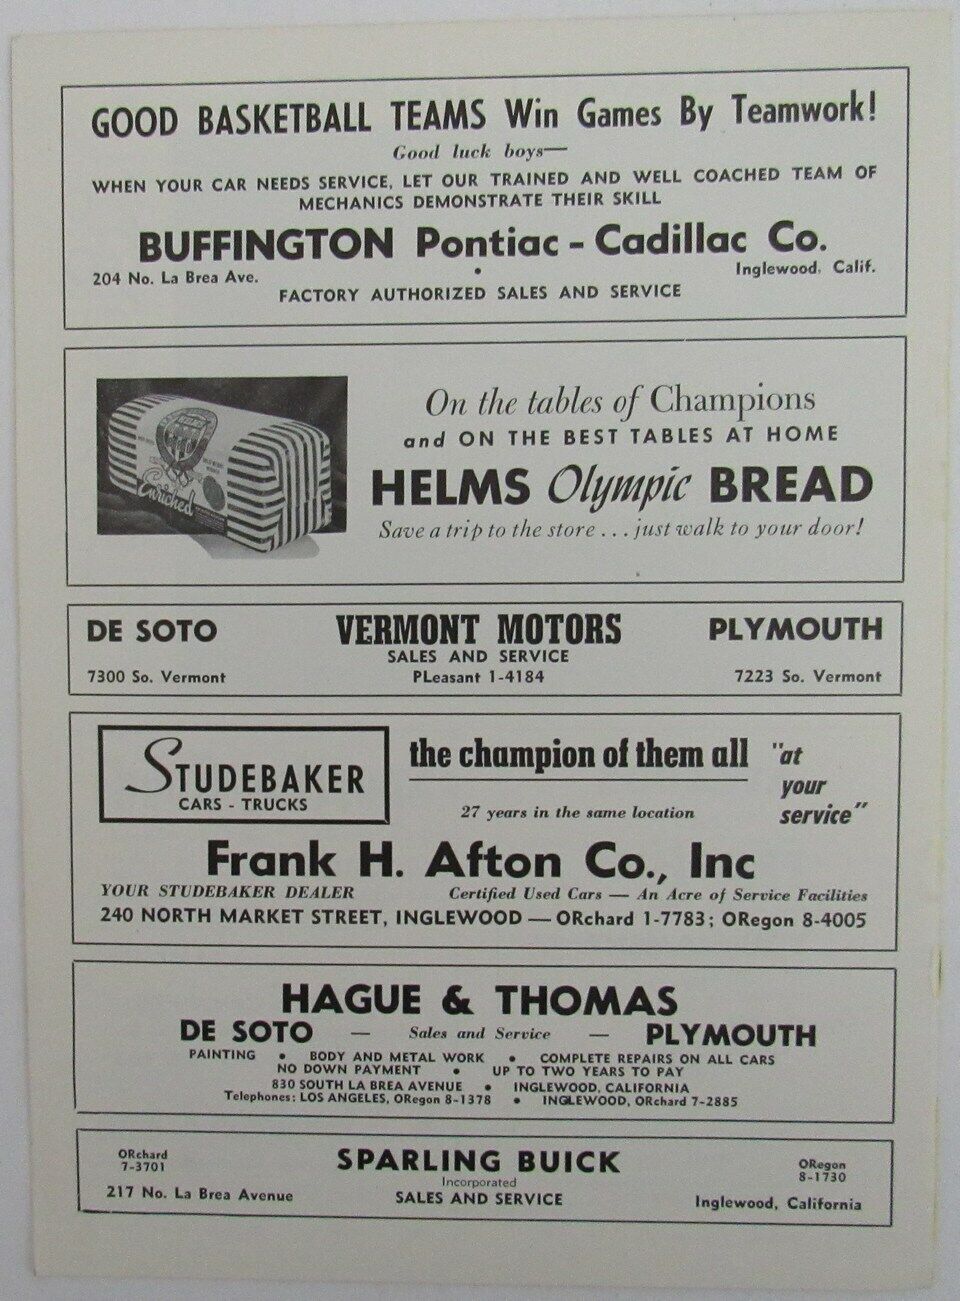 GOOD BASKETBALL TEAMS Win Games By Teamwork!
Good luck boys—
WHEN YOUR CAR NEEDS SERVICE, LET OUR TRAINED AND WELL COACHED TEAM OF
MECHANICS DEMONSTRATE THEIR SKILL
BUFFINGTON Pontiac - Cadillac Co.
204 No. La Brea Ave. • Inglewood, Calif.
FACTORY AUTHORIZED SALES AND SERVICE
Enriched
On the tables of Champions
and ON THE BEST TABLES AT HOME
HELMS Olympic BREAD
Save a trip to the store . . . just walk to your door!
DE SOTO VERMONT MOTORS PLYMOUTH
SALES AND SERVICE
7300 So. Vermont PLeasant 1-4184 7223 So. Vermont
STUDEBAKER
CARS - TRUCKS
the champion of them all
27 years in the same location
"at
your
service"
Frank H. Afton Co., Inc
YOUR STUDEBAKER DEALER Certified Used Cars — An Acre of Service Facilities
240 NORTH MARKET STREET, INGLEWOOD — ORchard 1-7783; ORegon 8-4005
HAGUE & THOMAS
DE SOTO — Sales and Service — PLYMOUTH
PAINTING • BODY AND METAL WORK • COMPLETE REPAIRS ON ALL CARS
NO DOWN PAYMENT • UP TO TWO YEARS TO PAY
830 SOUTH LA BREA AVENUE • INGLEWOOD, CALIFORNIA
Telephones: LOS ANGELES, ORegon 8-1378 • INGLEWOOD, ORchard 7-2885
ORchard
7-3701
SPARLING BUICK
Incorporated
SALES AND SERVICE
ORegon
8-1730
217 No. La Brea Avenue Inglewood, California